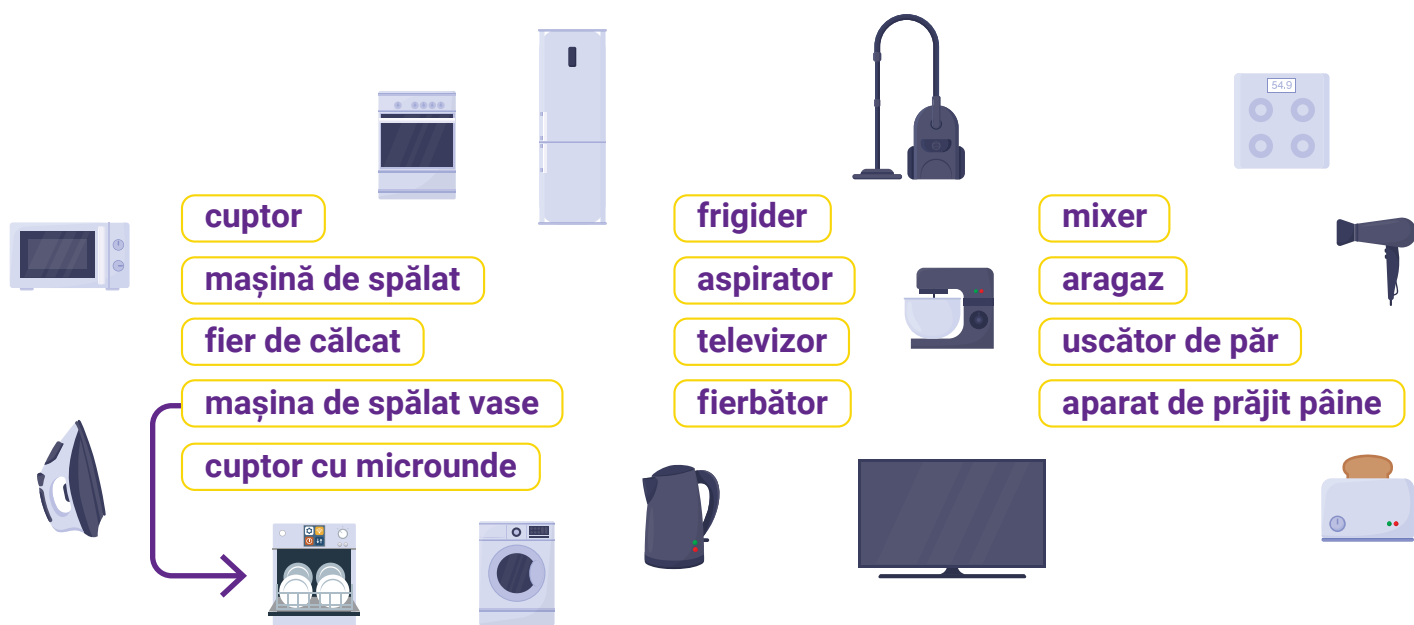 54.9
cuptor
mașină de spălat
fier de călcat
mașina de spălat vase
cuptor cu microunde
frigider
aspirator
televizor
fierbător
mixer
aragaz
uscător de păr
aparat de prăjit pâine